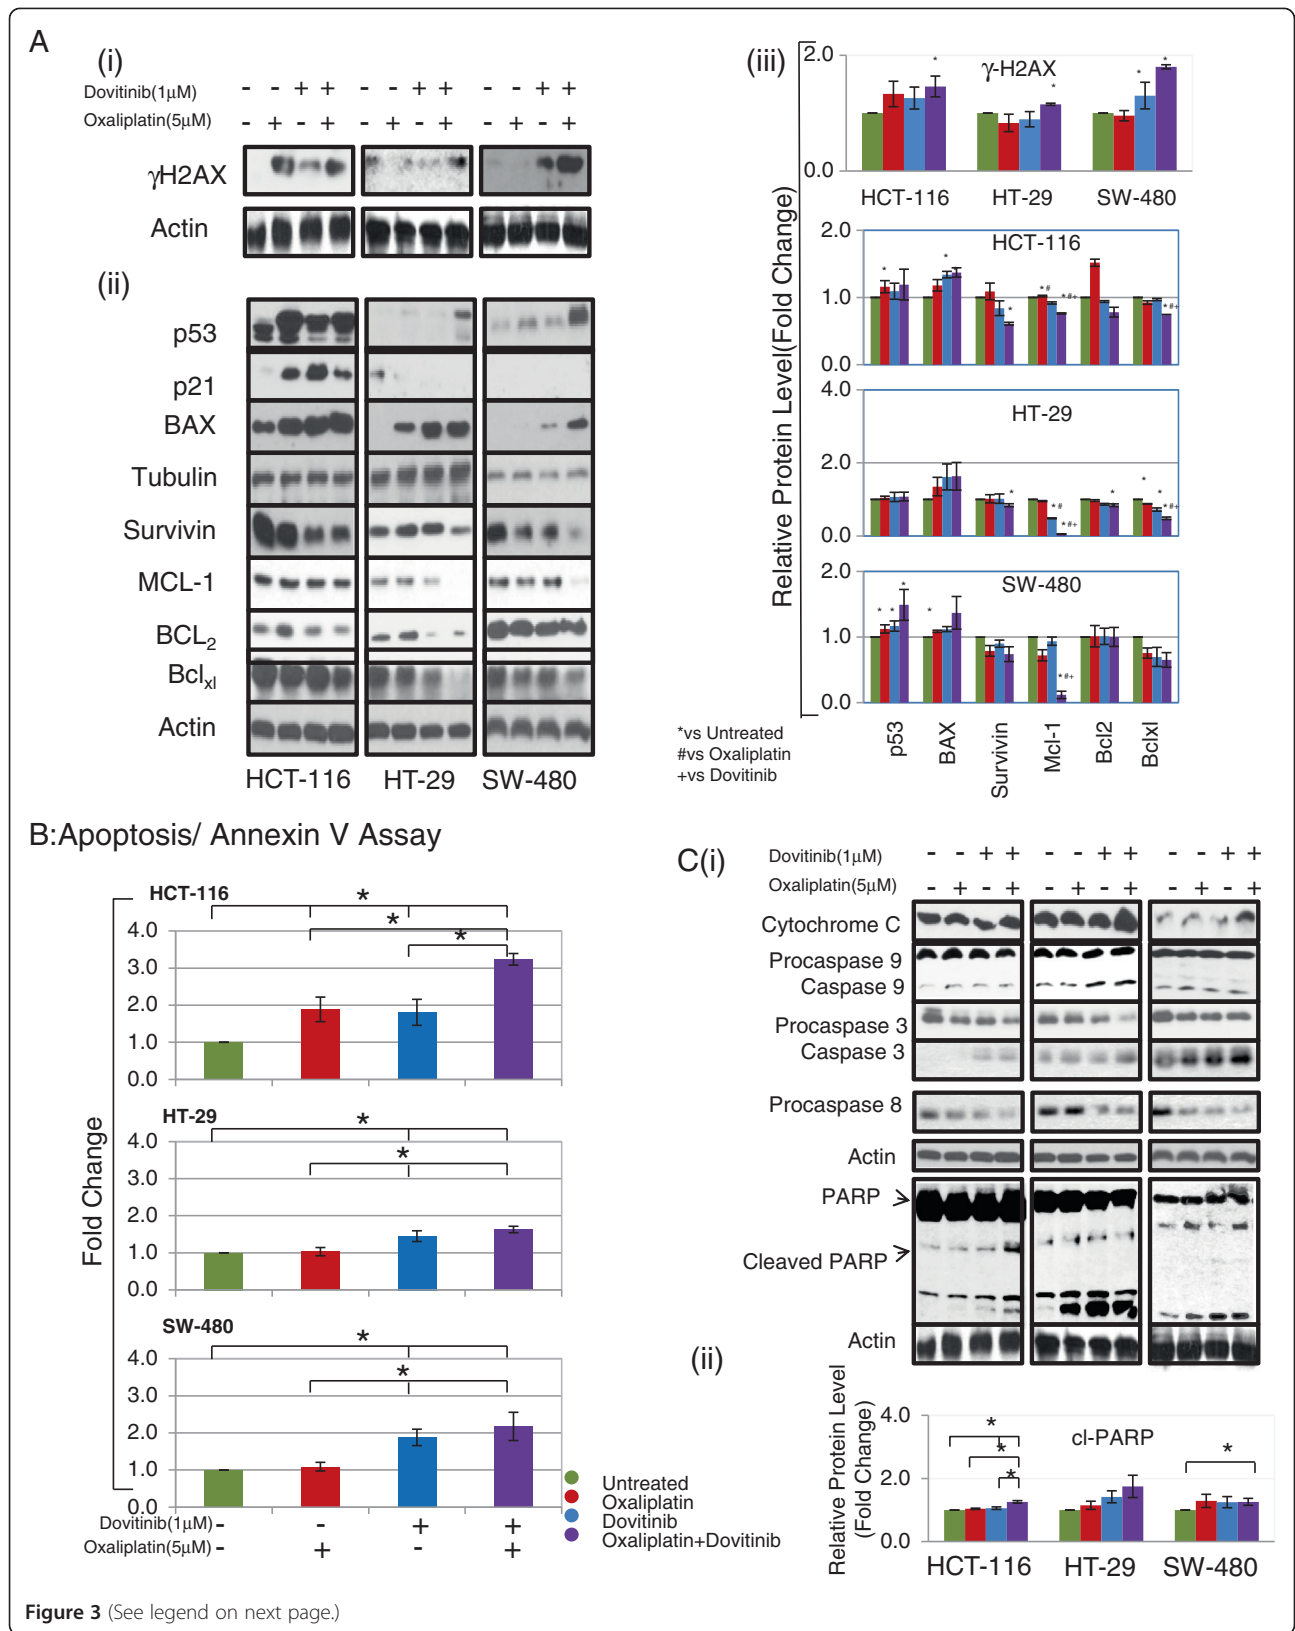 A
(i)
Dovitinib(1μM) - - + + - - + + - - + +
Oxaliplatin(5μM) - + - + - + - + - + - +
γH2AX
Actin
(ii)
p53
p21
BAX
Tubulin
Survivin
MCL-1
BCL2
Bclxl
Actin
HCT-116 HT-29 SW-480
(iii)
Relative Protein Level(Fold Change)
2.0
γ-H2AX
* * * *
0.0
HCT-116 HT-29 SW-480
2.0
HCT-116
* * * *# *#+ *#+
1.0
0.0
4.0
HT-29
2.0
* *# *#+ * * * *#+
0.0
2.0
SW-480
* * * * *#+
1.0
0.0
p53 BAX Survivin Mcl-1 Bcl2 Bclxl
*vs Untreated
#vs Oxaliplatin
+vs Dovitinib
B:Apoptosis/ Annexin V Assay
Fold Change
HCT-116
* * *
4.0
3.0
2.0
1.0
0.0
HT-29
* *
4.0
3.0
2.0
1.0
0.0
SW-480
* *
4.0
3.0
2.0
1.0
0.0
Dovitinib(1μM) - - + +
Oxaliplatin(5μM) - + - +
Untreated
Oxaliplatin
Dovitinib
Oxaliplatin+Dovitinib
C(i)
Dovitinib(1μM) - - + + - - + + - - + +
Oxaliplatin(5μM) - + - + - + - + - + - +
Cytochrome C
Procaspase 9
Caspase 9
Procaspase 3
Caspase 3
Procaspase 8
Actin
PARP
Cleaved PARP
Actin
(ii)
Relative Protein Level
(Fold Change)
4.0
cl-PARP
* * * *
2.0
0.0
HCT-116 HT-29 SW-480
Figure 3 (See legend on next page.)